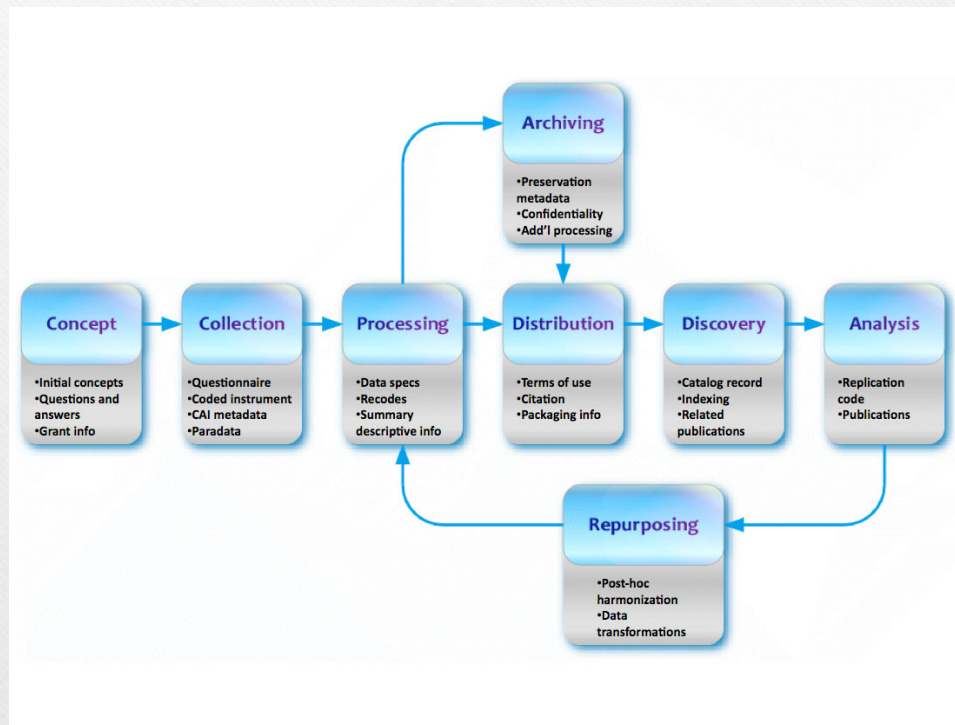 Archiving
•Preservation
metadata
•Confidentiality
•Add'l processing
Concept
•Initial concepts
•Questions and
answers
•Grant info
Collection
•Questionnaire
•Coded instrument
•CAI metadata
•Paradata
Processing
•Data specs
•Recodes
•Summary
descriptive info
Distribution
•Terms of use
•Citation
•Packaging info
Discovery
•Catalog record
•Indexing
•Related
publications
Analysis
•Replication
code
•Publications
Repurposing
•Post-hoc
harmonization
•Data
transformations